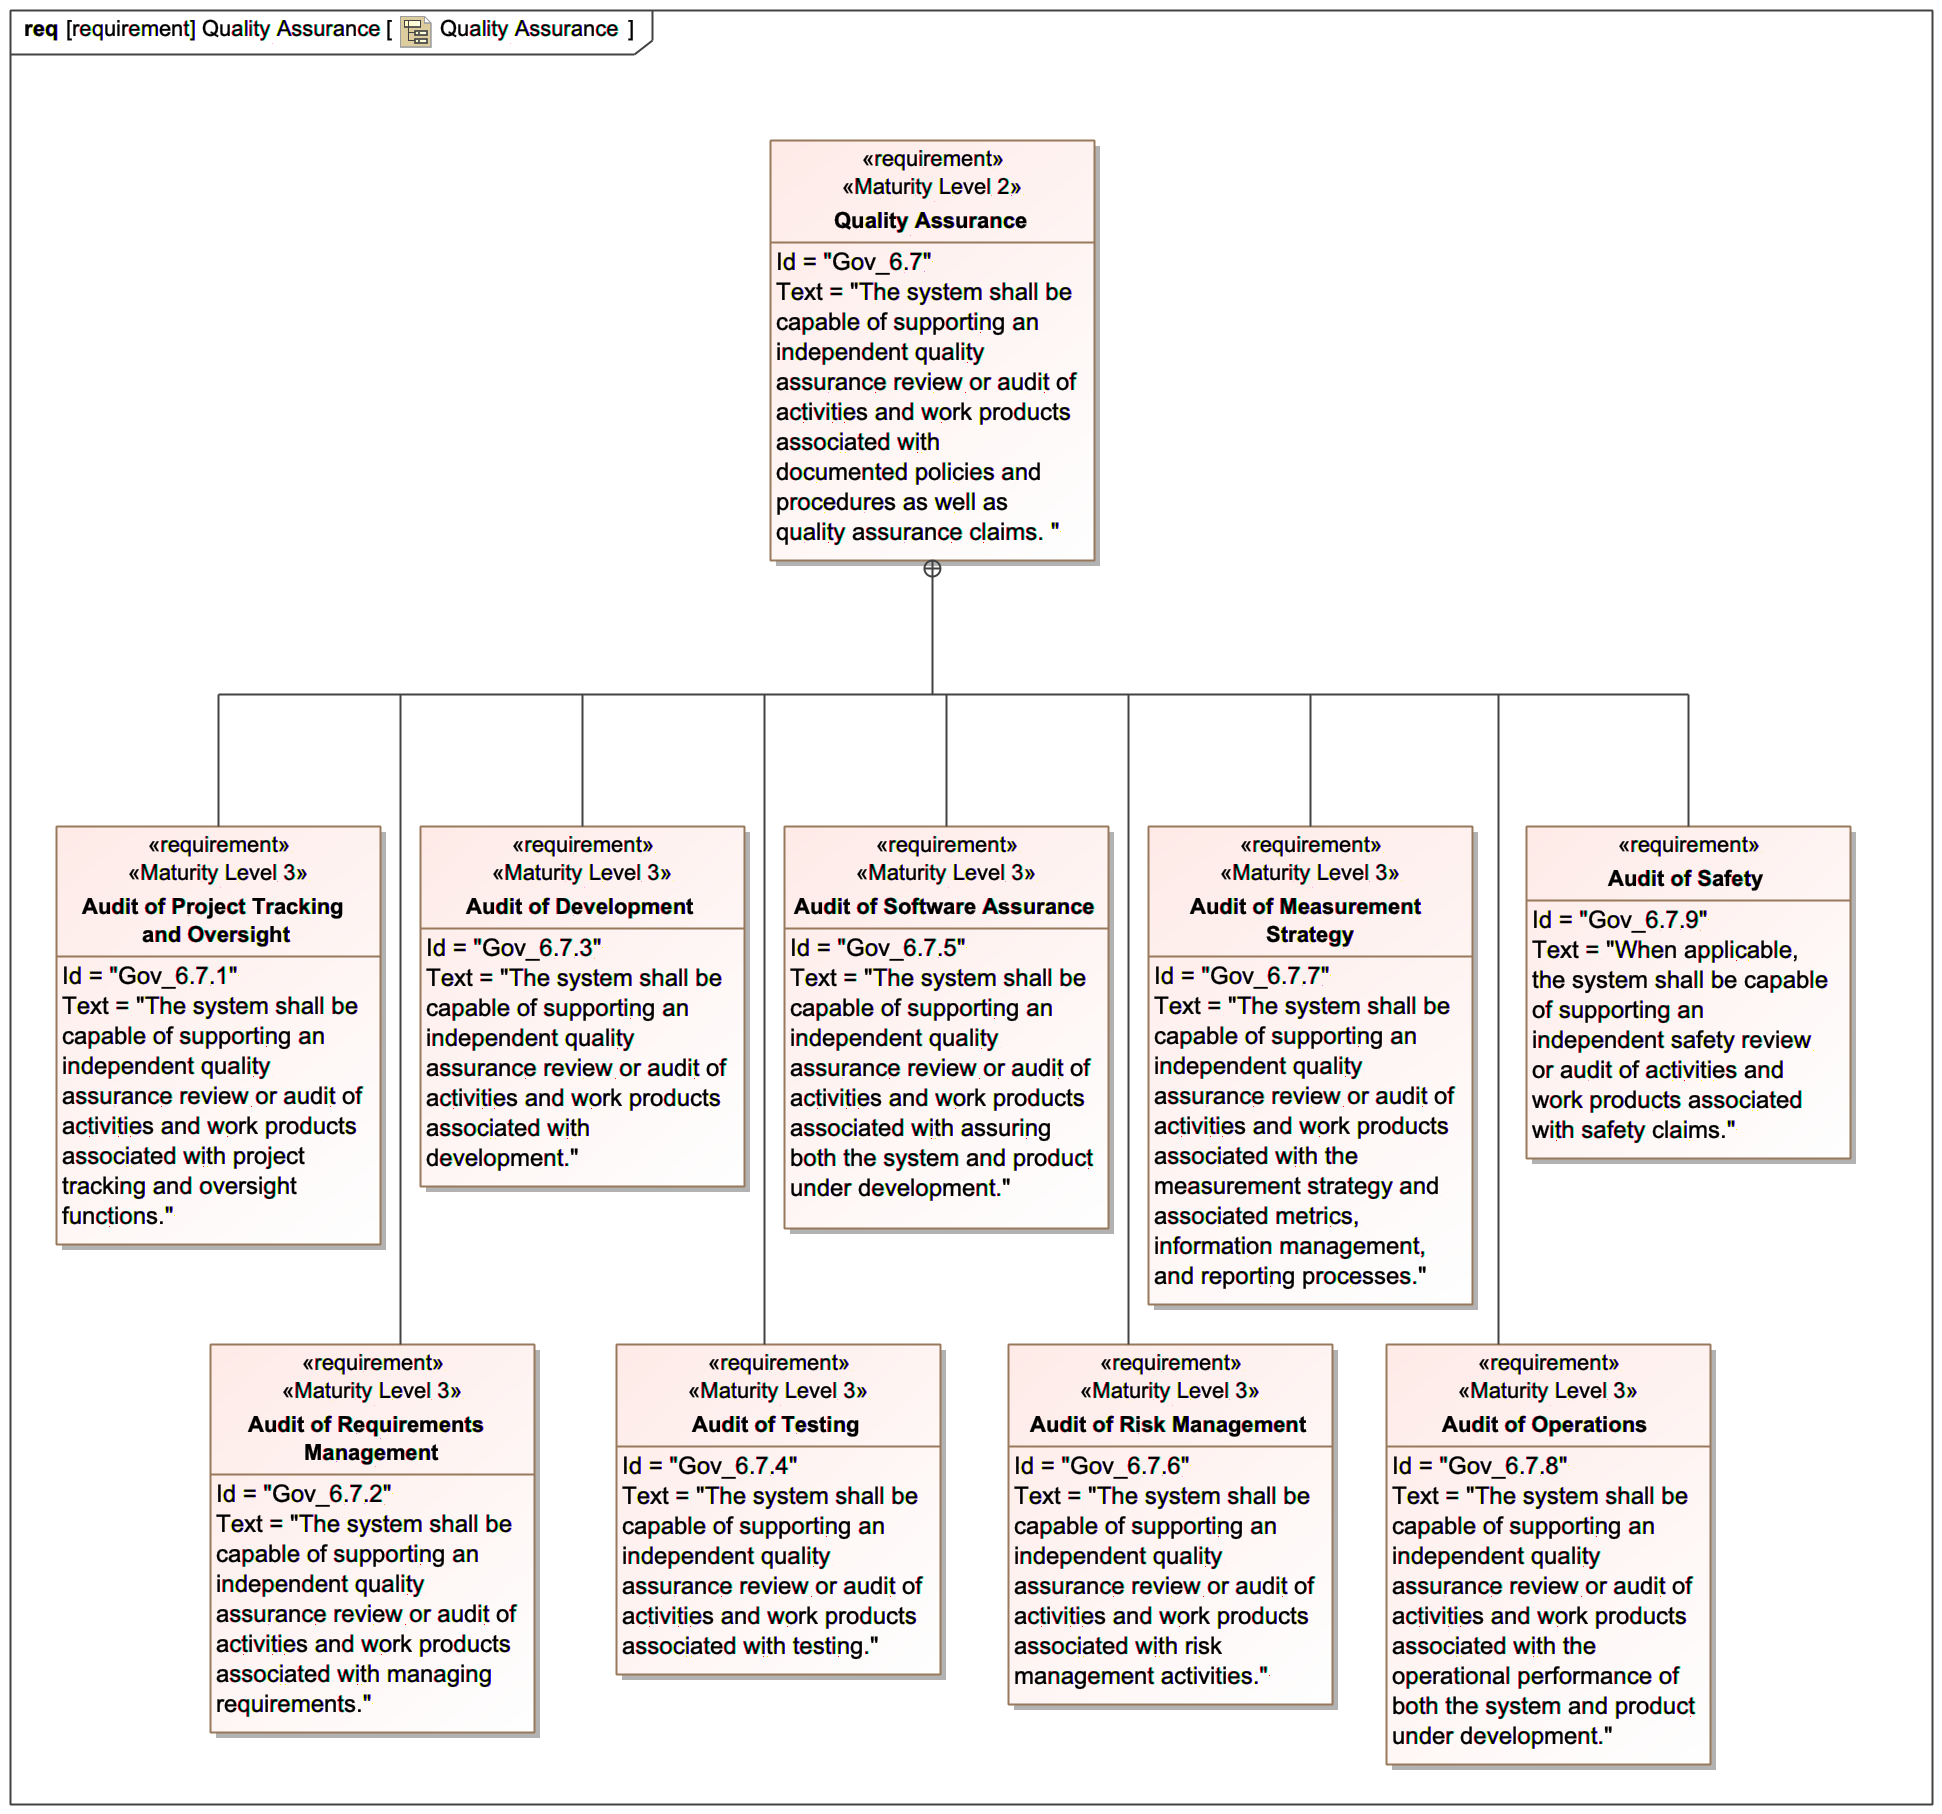 req [requirement] Quality Assurance [ Quality Assurance ]
«requirement»
«Maturity Level 2»
Quality Assurance
Id = "Gov_6.7"
Text = "The system shall be
capable of supporting an
independent quality
assurance review or audit of
activities and work products
associated with
documented policies and
procedures as well as
quality assurance claims. "
«requirement»
«Maturity Level 3»
Audit of Project Tracking
and Oversight
Id = "Gov_6.7.1"
Text = "The system shall be
capable of supporting an
independent quality
assurance review or audit of
activities and work products
associated with project
tracking and oversight
functions."
«requirement»
«Maturity Level 3»
Audit of Development
Id = "Gov_6.7.3"
Text = "The system shall be
capable of supporting an
independent quality
assurance review or audit of
activities and work products
associated with
development."
«requirement»
«Maturity Level 3»
Audit of Software Assurance
Id = "Gov_6.7.5"
Text = "The system shall be
capable of supporting an
independent quality
assurance review or audit of
activities and work products
associated with assuring
both the system and product
under development."
«requirement»
«Maturity Level 3»
Audit of Measurement
Strategy
Id = "Gov_6.7.7"
Text = "The system shall be
capable of supporting an
independent quality
assurance review or audit of
activities and work products
associated with the
measurement strategy and
associated metrics,
information management,
and reporting processes."
«requirement»
Audit of Safety
Id = "Gov_6.7.9"
Text = "When applicable,
the system shall be capable
of supporting an
independent safety review
or audit of activities and
work products associated
with safety claims."
«requirement»
«Maturity Level 3»
Audit of Requirements
Management
Id = "Gov_6.7.2"
Text = "The system shall be
capable of supporting an
independent quality
assurance review or audit of
activities and work products
associated with managing
requirements."
«requirement»
«Maturity Level 3»
Audit of Testing
Id = "Gov_6.7.4"
Text = "The system shall be
capable of supporting an
independent quality
assurance review or audit of
activities and work products
associated with testing."
«requirement»
«Maturity Level 3»
Audit of Risk Management
Id = "Gov_6.7.6"
Text = "The system shall be
capable of supporting an
independent quality
assurance review or audit of
activities and work products
associated with risk
management activities."
«requirement»
«Maturity Level 3»
Audit of Operations
Id = "Gov_6.7.8"
Text = "The system shall be
capable of supporting an
independent quality
assurance review or audit of
activities and work products
associated with the
operational performance of
both the system and product
under development."